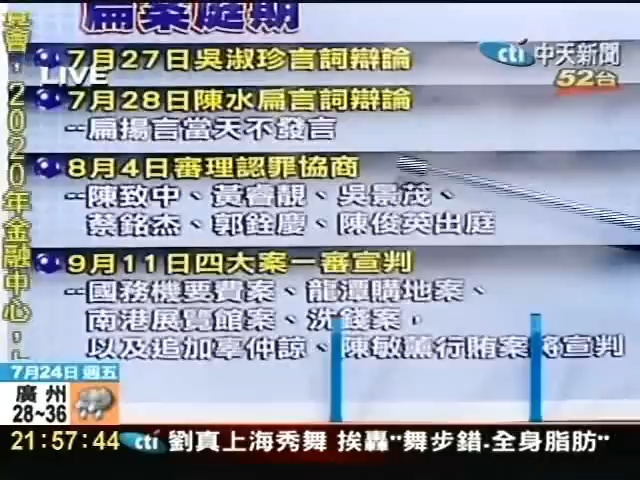 扁案庭期
7月27日吳淑珍言詞辯論
LIVE
cti 中天新聞
52台
7月28日陳水扁言詞辯論
--扁揚言當天不發言
8月4日審理認罪協商
--陳致中、黃睿靚、吳景茂、
蔡銘杰、郭銓慶、陳俊英出庭
9月11日四大案一審宣判
--國務機要費案、龍潭購地案、
南港展覽館案、洗錢案，
以及追加辜仲諒、陳敏薰行賄案將宣判
會：2020年金融中心，
7月24日 週五
廣州
28~36
21:57:44 cti 劉真上海秀舞 挨轟"舞步錯.全身脂肪"